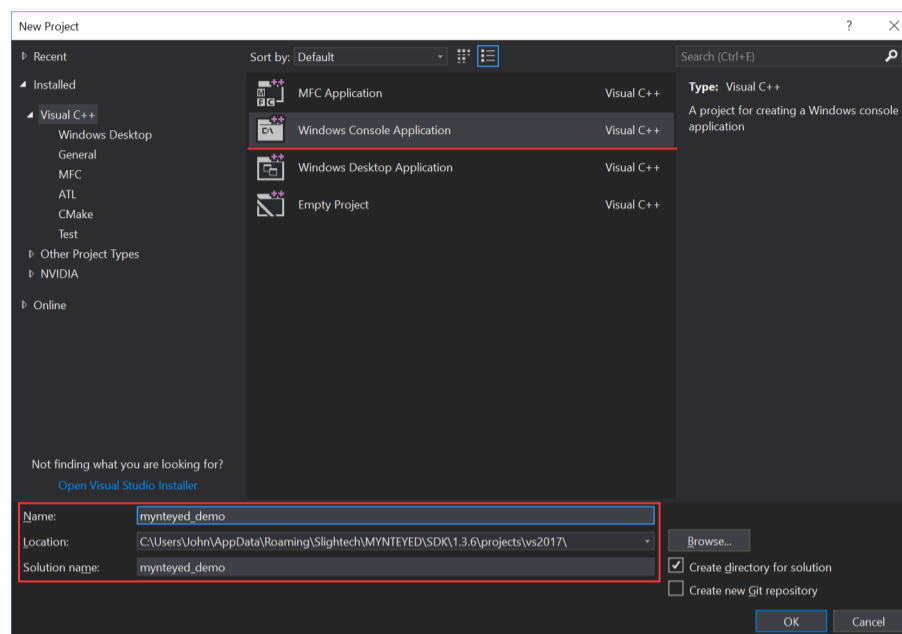 New Project
?
Recent
Sort by: Default
Search (Ctrl+E)
Installed
Visual C++
Windows Desktop
General
MFC
ATL
CMake
Test
Other Project Types
NVIDIA
Online
MFC Application Visual C++
Windows Console Application Visual C++
Windows Desktop Application Visual C++
Empty Project Visual C++
Type: Visual C++
A project for creating a Windows console
application
Not finding what you are looking for?
Open Visual Studio Installer
Name: mynteyed_demo
Location: C:\Users\John\AppData\Roaming\Slightech\MYNTEYED\SDK\1.3.6\projects\vs2017\
Browse...
Solution name: mynteyed_demo
Create directory for solution
Create new Git repository
OK Cancel